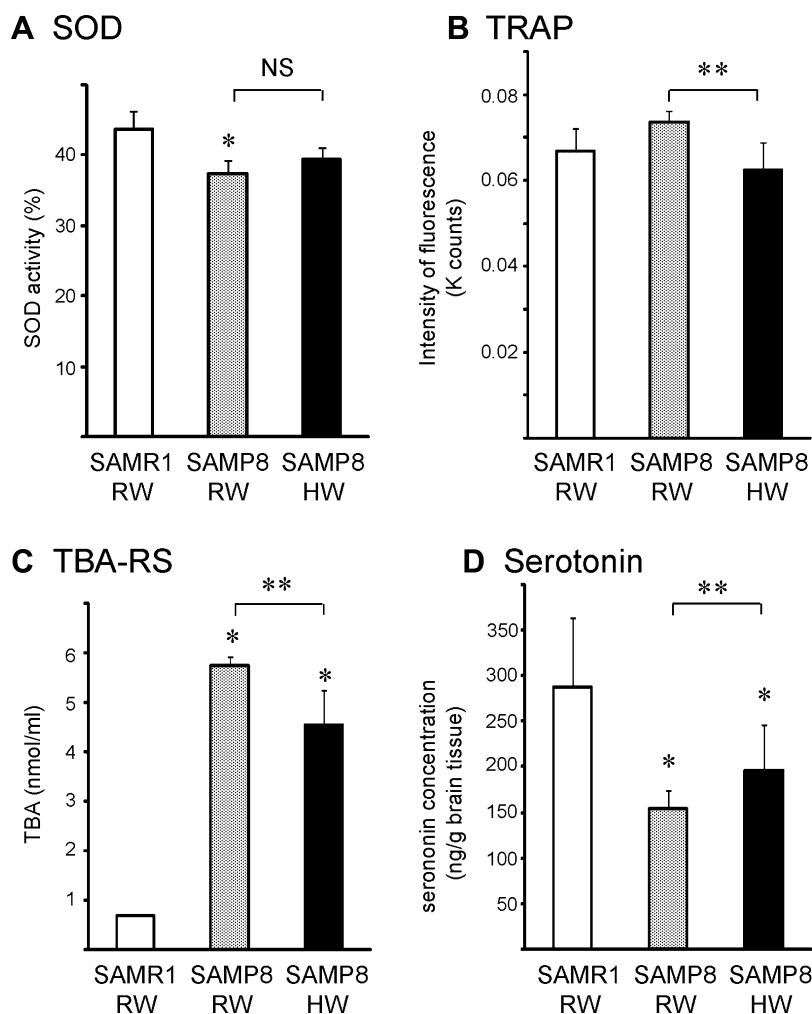 A SOD
NS
*
40
30
20
10
SOD activity (%)
SAMR1 SAMP8 SAMP8
RW RW HW
B TRAP
**
0.08
0.06
0.04
0.02
Intensity of fluorescence
(K counts)
SAMR1 SAMP8 SAMP8
RW RW HW
C TBA-RS
**
*
*
6
5
4
3
2
1
TBA (nmol/ml)
SAMR1 SAMP8 SAMP8
RW RW HW
D Serotonin
**
*
*
350
300
250
200
150
100
50
serononin concentration
(ng/g brain tissue)
SAMR1 SAMP8 SAMP8
RW RW HW